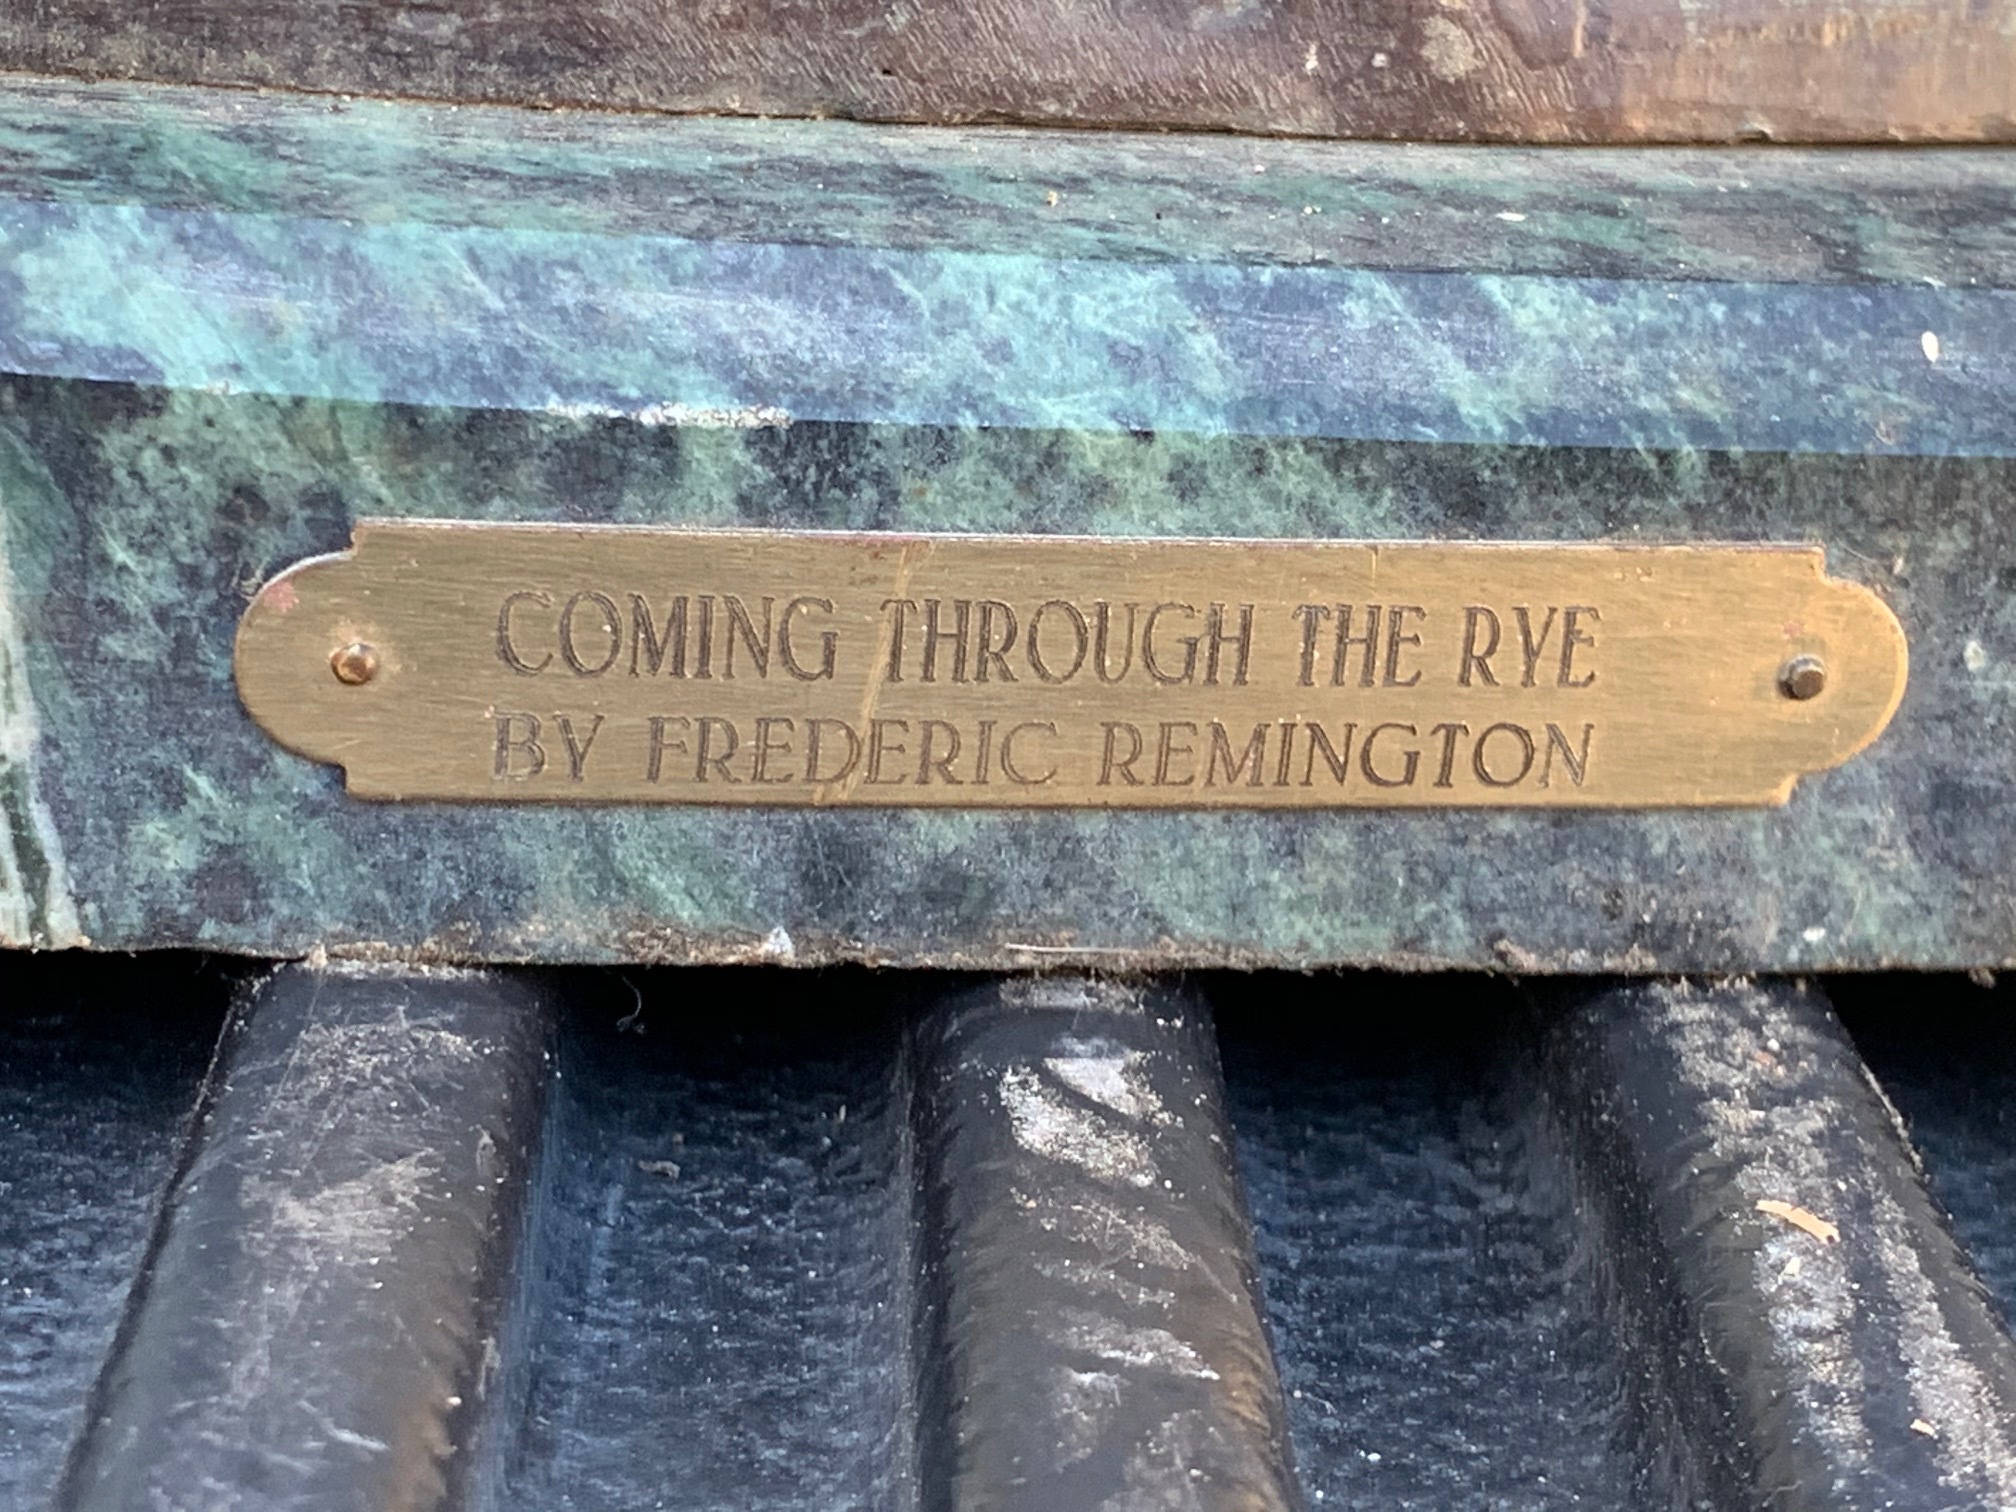 COMING THROUGH THE RYE
BY FREDERIC REMINGTON